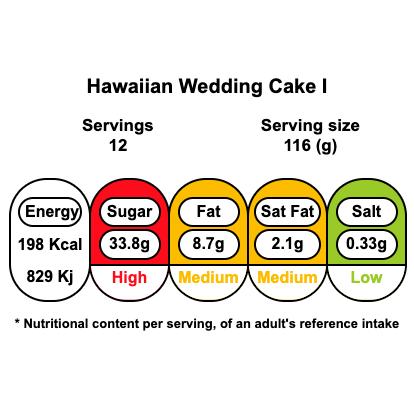 Hawaiian Wedding Cake I
Servings
12
Serving size
116 (g)
Energy Sugar Fat Sat Fat Salt
198 Kcal 33.8g 8.7g 2.1g 0.33g
829 Kj High Medium Medium Low
* Nutritional content per serving, of an adult's reference intake